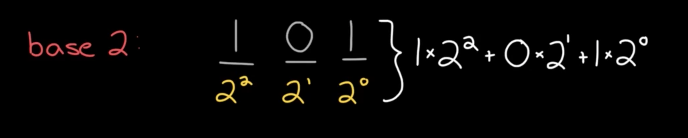 base 2: 1 0 1 } 1×2² + 0×2¹ + 1×2⁰
2² 2¹ 2⁰